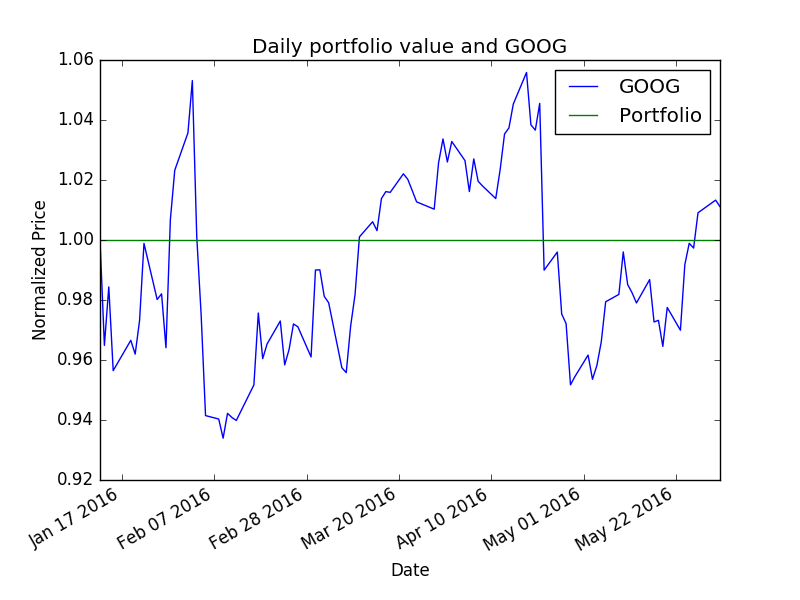 Daily portfolio value and GOOG
1.06
1.04
1.02
1.00
0.98
0.96
0.94
0.92
Normalized Price
GOOG
Portfolio
Jan 17 2016
Feb 07 2016
Feb 28 2016
Mar 20 2016
Apr 10 2016
May 01 2016
May 22 2016
Date